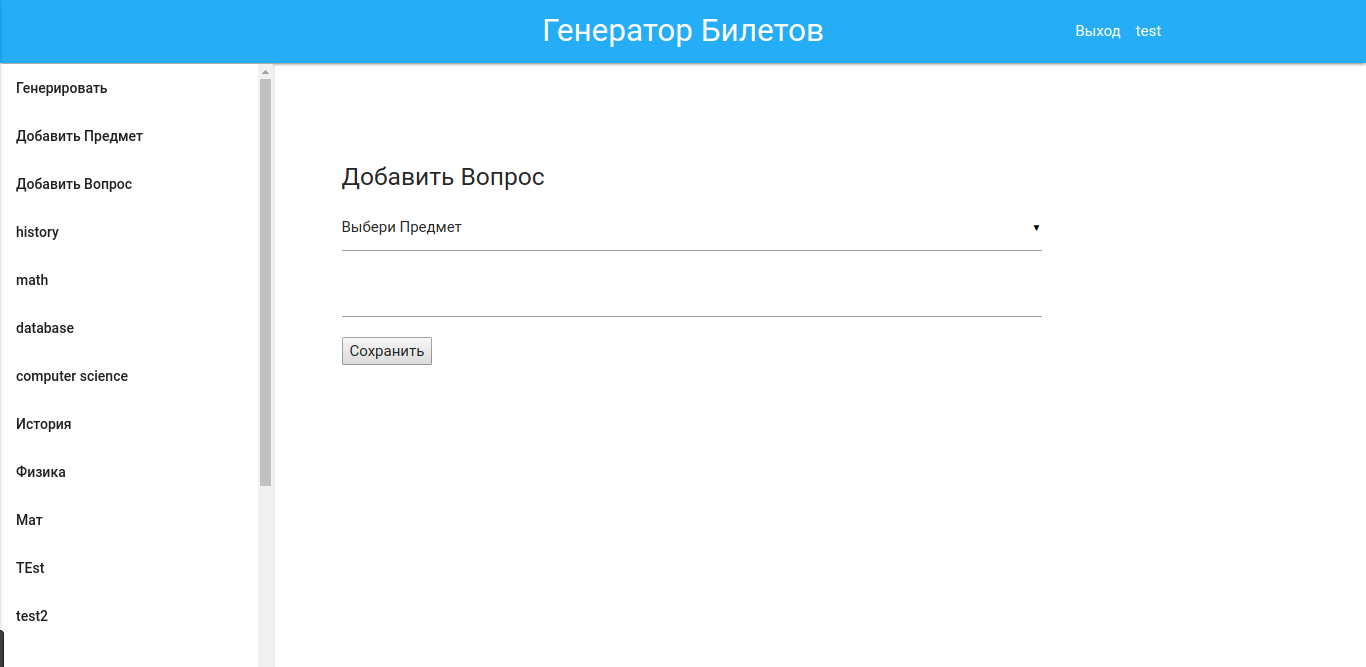 Генератор Билетов
Выход test
Генерировать
Добавить Предмет
Добавить Вопрос
history
math
database
computer science
История
Физика
Мат
TEst
test2
Добавить Вопрос
Выбери Предмет
Сохранить